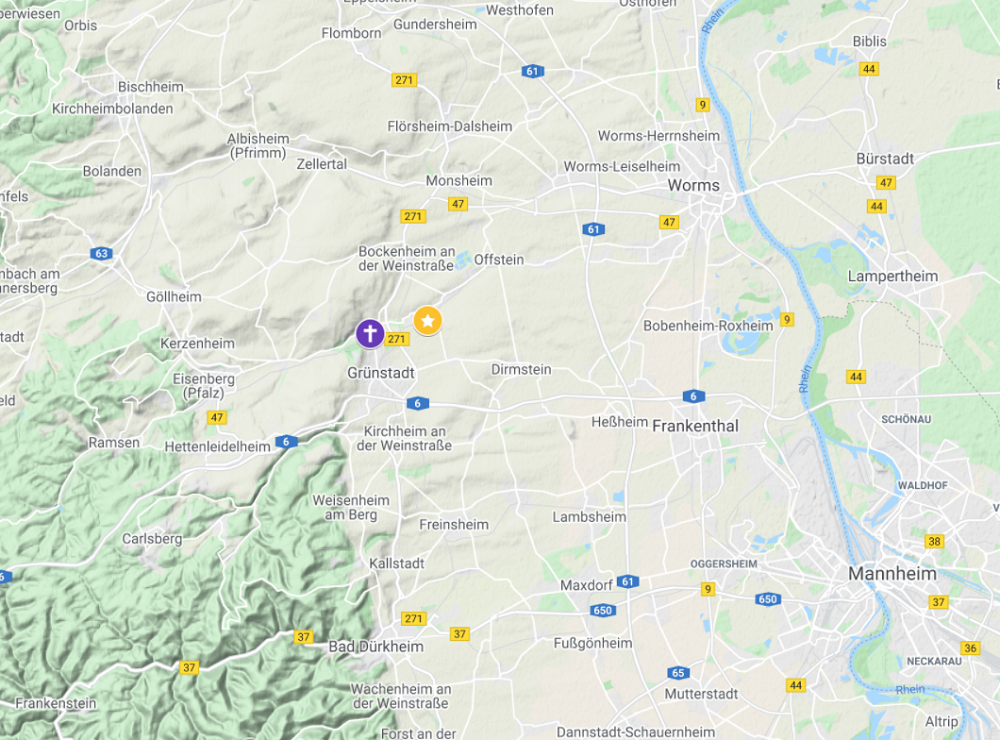 Eppelsheim
Westhofen
Osthofen
Gundersheim
Orbis
Flomborn
Rhein
Biblis
61
44
271
Bischheim
9
Kirchheimbolanden
Flörsheim-Dalsheim
Worms-Herrnsheim
Albisheim
(Pfrimm)
Zellertal
Worms-Leiselheim
Bürstadt
Bolanden
Monsheim
Worms
47
47
44
271
47
61
63
Bockenheim an
der Weinstraße
Offstein
nbach am
nersberg
Lampertheim
Göllheim
9
Bobenheim-Roxheim
271
tadt
Kerzenheim
Grünstadt
Dirmstein
Rhein
44
Eisenberg
(Pfalz)
6
6
47
Heßheim
Frankenthal
SCHÖNAU
Ramsen
Hettenleidelheim
6
Kirchheim an
der Weinstraße
WALDHOF
Weisenheim
am Berg
Lambsheim
Freinsheim
Carlsberg
38
Kallstadt
OGGERSHEIM
Mannheim
6
Maxdorf
61
9
650
650
37
271
37
37
Bad Dürkheim
Fußgönheim
36
37
65
NECKARAU
44
Wachenheim an
der Weinstraße
Mutterstadt
Rhein
Frankenstein
Altrip
Forst an der
Dannstadt-Schauernheim